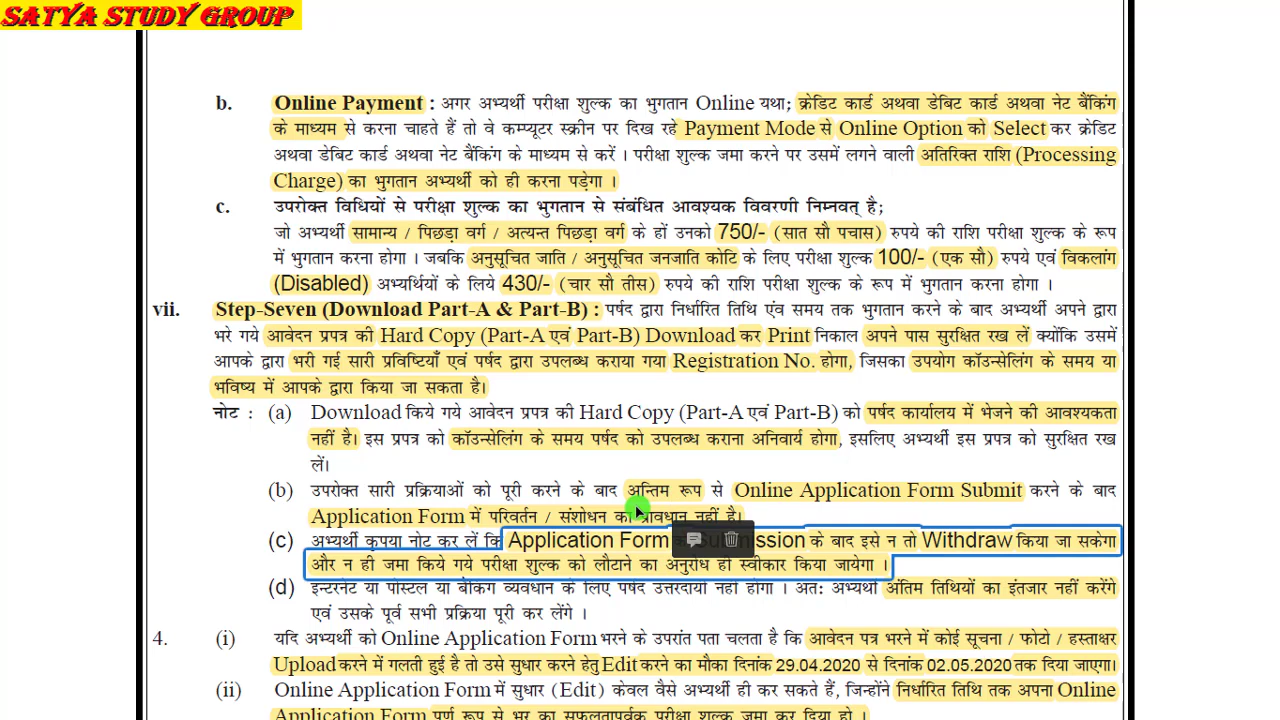 SATYA STUDY GROUP
b. Online Payment : अगर अभ्यर्थी परीक्षा शुल्क का भुगतान Online यथा; क्रेडिट कार्ड अथवा डेबिट कार्ड अथवा नेट बैंकिंग
के माध्यम से करना चाहते हैं तो वे कम्प्यूटर स्क्रीन पर दिख रहे Payment Mode से Online Option को Select कर क्रेडिट
अथवा डेबिट कार्ड अथवा नेट बैंकिंग के माध्यम से करें । परीक्षा शुल्क जमा करने पर उसमें लगने वाली अतिरिक्त राशि (Processing
Charge) का भुगतान अभ्यर्थी को ही करना पड़ेगा ।
c. उपरोक्त विधियों से परीक्षा शुल्क का भुगतान से संबंधित आवश्यक विवरणी निम्नवत् है;
जो अभ्यर्थी सामान्य / पिछड़ा वर्ग / अत्यन्त पिछड़ा वर्ग के हों उनको 750/- (सात सौ पचास) रुपये की राशि परीक्षा शुल्क के रूप
में भुगतान करना होगा । जबकि अनुसूचित जाति / अनुसूचित जनजाति कोटि के लिए परीक्षा शुल्क 100/- (एक सौ) रुपये एवं विकलांग
(Disabled) अभ्यर्थियों के लिये 430/- (चार सौ तीस) रुपये की राशि परीक्षा शुल्क के रूप में भुगतान करना होगा ।
vii. Step-Seven (Download Part-A & Part-B) : पर्षद द्वारा निर्धारित तिथि एंव समय तक भुगतान करने के बाद अभ्यर्थी अपने द्वारा
भरे गये आवेदन प्रपत्र की Hard Copy (Part-A एवं Part-B) Download कर Print निकाल अपने पास सुरक्षित रख लें क्योंकि उसमें
आपके द्वारा भरी गई सारी प्रविष्टियाँ एवं पर्षद द्वारा उपलब्ध कराया गया Registration No. होगा, जिसका उपयोग कॉउन्सेलिंग के समय या
भविष्य में आपके द्वारा किया जा सकता है।
नोट : (a) Download किये गये आवेदन प्रपत्र की Hard Copy (Part-A एवं Part-B) को पर्षद कार्यालय में भेजने की आवश्यकता
नहीं है। इस प्रपत्र को कॉउन्सेलिंग के समय पर्षद को उपलब्ध कराना अनिवार्य होगा, इसलिए अभ्यर्थी इस प्रपत्र को सुरक्षित रख
लें।
(b) उपरोक्त सारी प्रक्रियाओं को पूरी करने के बाद अन्तिम रूप से Online Application Form Submit करने के बाद
Application Form में परिवर्तन / संशोधन का प्रावधान नहीं है।
(c) अभ्यर्थी कृपया नोट कर लें कि Application Form के बाद इसे न तो Withdraw किया जा सकेगा
और न ही जमा किये गये परीक्षा शुल्क को लौटाने का अनुरोध ही स्वीकार किया जायेगा ।
(d) इन्टरनेट या पोस्टल या बैंकिंग व्यवधान के लिए पर्षद उत्तरदायी नहीं होगा । अत: अभ्यर्थी अंतिम तिथियों का इंतजार नहीं करेंगे
एवं उसके पूर्व सभी प्रक्रिया पूरी कर लेंगे ।
4. (i) यदि अभ्यर्थी को Online Application Form भरने के उपरांत पता चलता है कि आवेदन पत्र भरने में कोई सूचना / फोटो / हस्ताक्षर
Upload करने में गलती हुई है तो उसे सुधार करने हेतु Edit करने का मौका दिनांक 29.04.2020 से दिनांक 02.05.2020 तक दिया जाएगा।
(ii) Online Application Form में सुधार (Edit) केवल वैसे अभ्यर्थी ही कर सकते हैं, जिन्होंने निर्धारित तिथि तक अपना Online
Application Form पूर्ण रूप से भर कर सफलतापूर्वक परीक्षा शुल्क जमा कर दिया हो ।